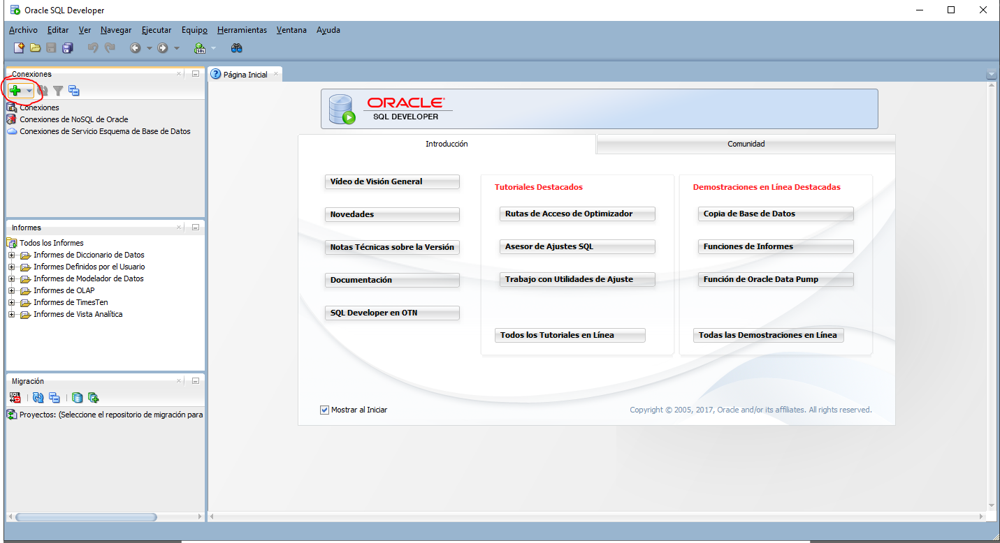 Oracle SQL Developer
Archivo Editar Ver Navegar Ejecutar Equipo Herramientas Ventana Ayuda
SQL
Conexiones
Conexiones
Conexiones de NoSQL de Oracle
Conexiones de Servicio Esquema de Base de Datos
Informes
Todos los Informes
Informes de Diccionario de Datos
Informes Definidos por el Usuario
Informes de Modelador de Datos
Informes de OLAP
Informes de TimesTen
Informes de Vista Analítica
Migración
SQL
Proyectos: (Seleccione el repositorio de migración para
Página Inicial
ORACLE
SQL DEVELOPER
Introducción
Comunidad
Vídeo de Visión General
Novedades
Notas Técnicas sobre la Versión
Documentación
SQL Developer en OTN
Tutoriales Destacados
Rutas de Acceso de Optimizador
Asesor de Ajustes SQL
Trabajo con Utilidades de Ajuste
Todos los Tutoriales en Línea
Demostraciones en Línea Destacadas
Copia de Base de Datos
Funciones de Informes
Función de Oracle Data Pump
Todas las Demostraciones en Línea
Mostrar al Iniciar
Copyright © 2005, 2017, Oracle and/or its affiliates. All rights reserved.